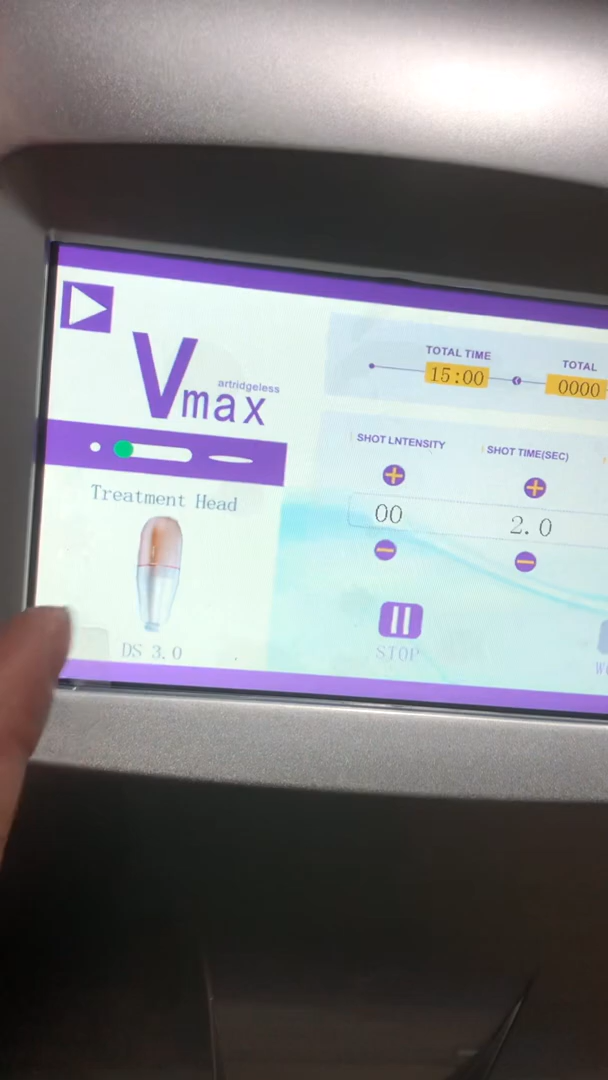 Vmax
artridgeless
Treatment Head
DS 3.0
TOTAL TIME
15:00
TOTAL
0000
SHOT LNTENSITY
SHOT TIME(SEC)
00
2.0
STOP